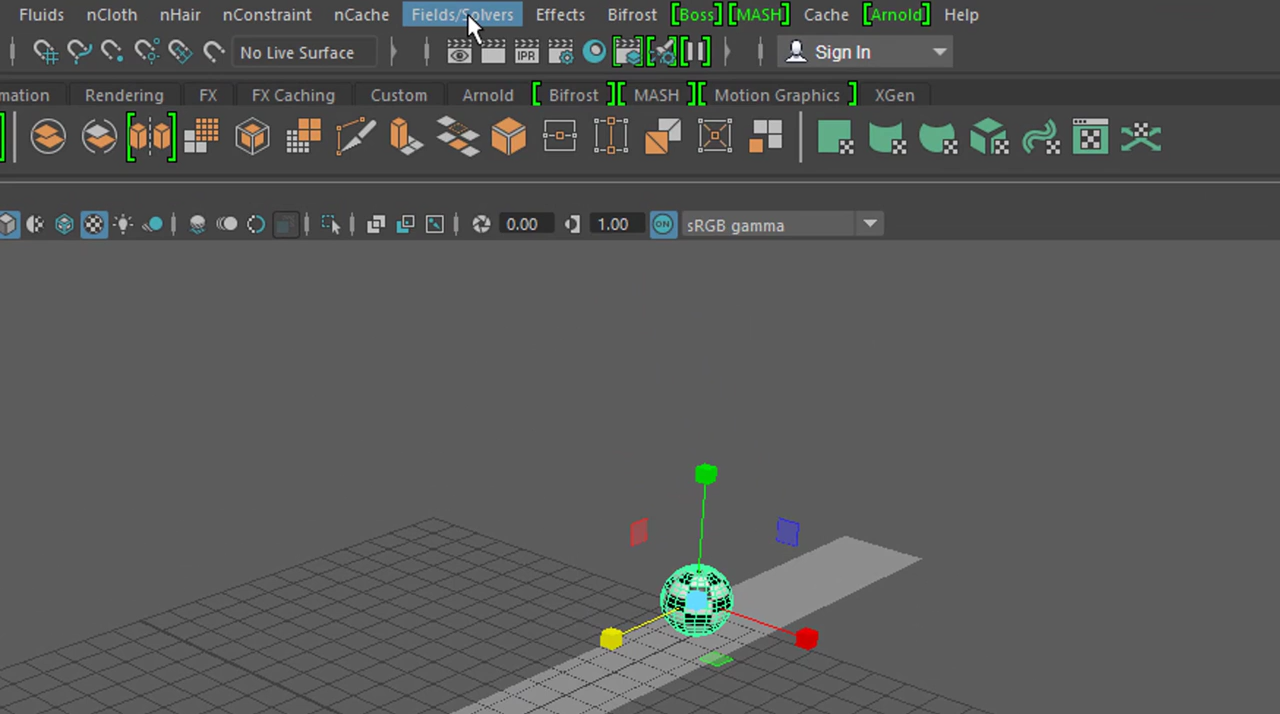 Fluids nCloth nHair nConstraint nCache Fields/Solvers Effects Bifrost [Boss] [MASH] Cache [Arnold] Help
No Live Surface IPR Sign In
mation Rendering FX FX Caching Custom Arnold [ Bifrost ][ MASH ][ Motion Graphics ] XGen
0.00 1.00 ON sRGB gamma